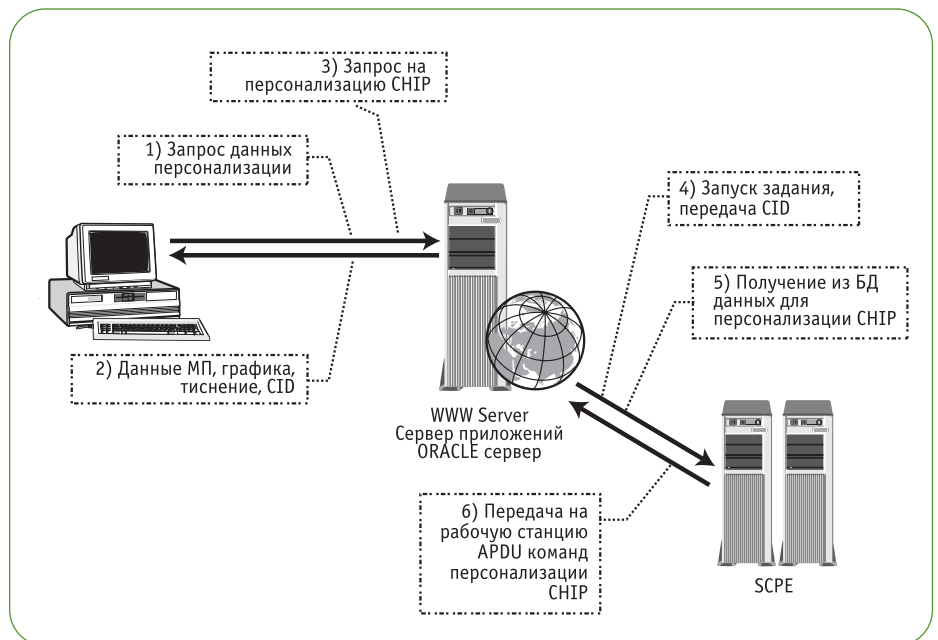 3) Запрос на
персонализацию CHIP
1) Запрос данных
персонализации
4) Запуск задания,
передача CID
5) Получение из БД
данных для
персонализации CHIP
2) Данные МП, графика,
тиснение, CID
WWW Server
Сервер приложений
ORACLE сервер
6) Передача на
рабочую станцию
APDU команд
персонализации
CHIP
SCPE